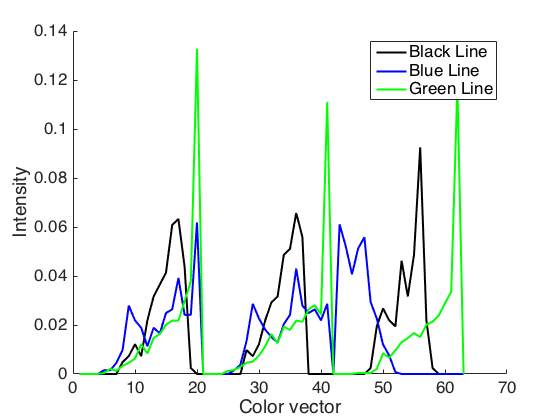 0.14
0.12
0.1
0.08
0.06
0.04
0.02
0
Intensity
0 10 20 30 40 50 60 70
Color vector
Black Line
Blue Line
Green Line